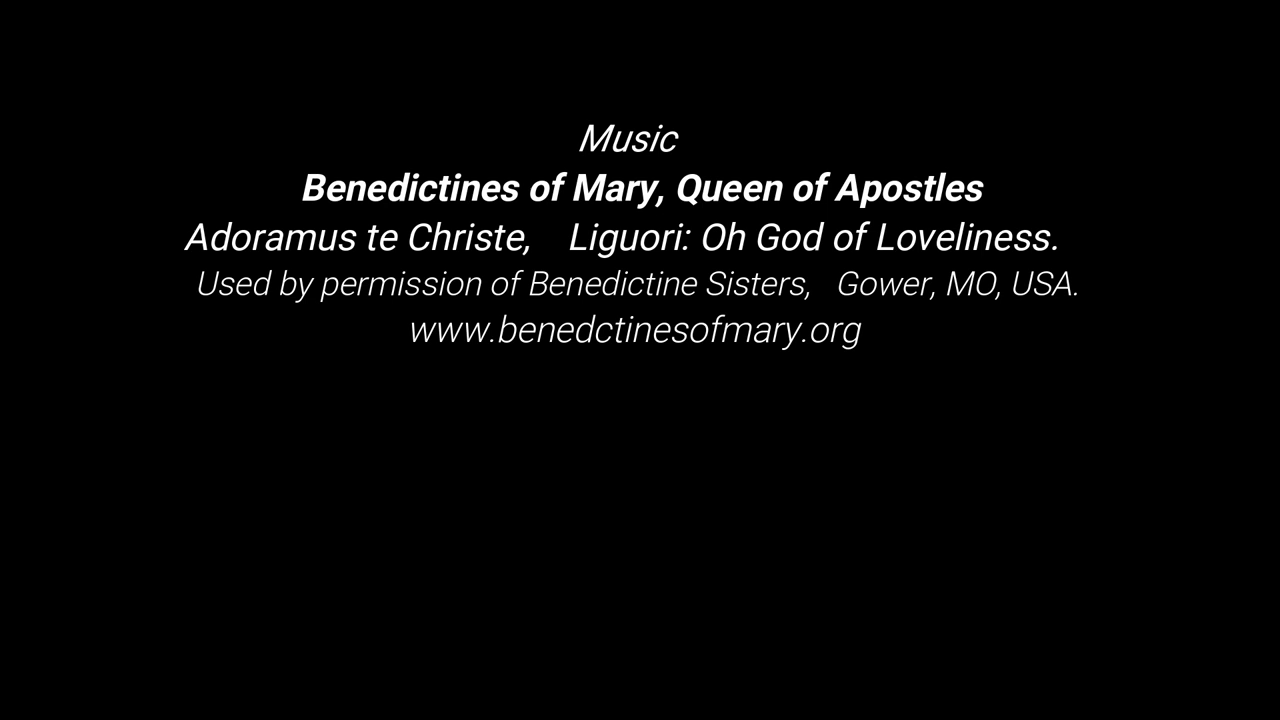 Music
Benedictines of Mary, Queen of Apostles
Adoramus te Christe, Liguori: Oh God of Loveliness.
Used by permission of Benedictine Sisters, Gower, MO, USA.
www.benedctinesofmary.org